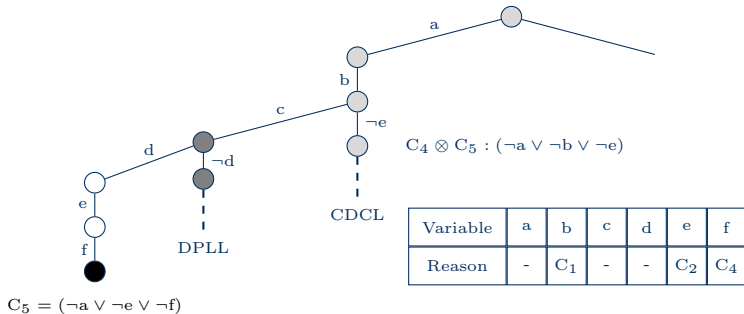 a
b
c
¬e
d
¬d
C₄ ⊗ C₅ : (¬a ∨ ¬b ∨ ¬e)
e
f
DPLL
CDCL
Variable a b c d e f
Reason - C₁ - - C₂ C₄
C₅ = (¬a ∨ ¬e ∨ ¬f)